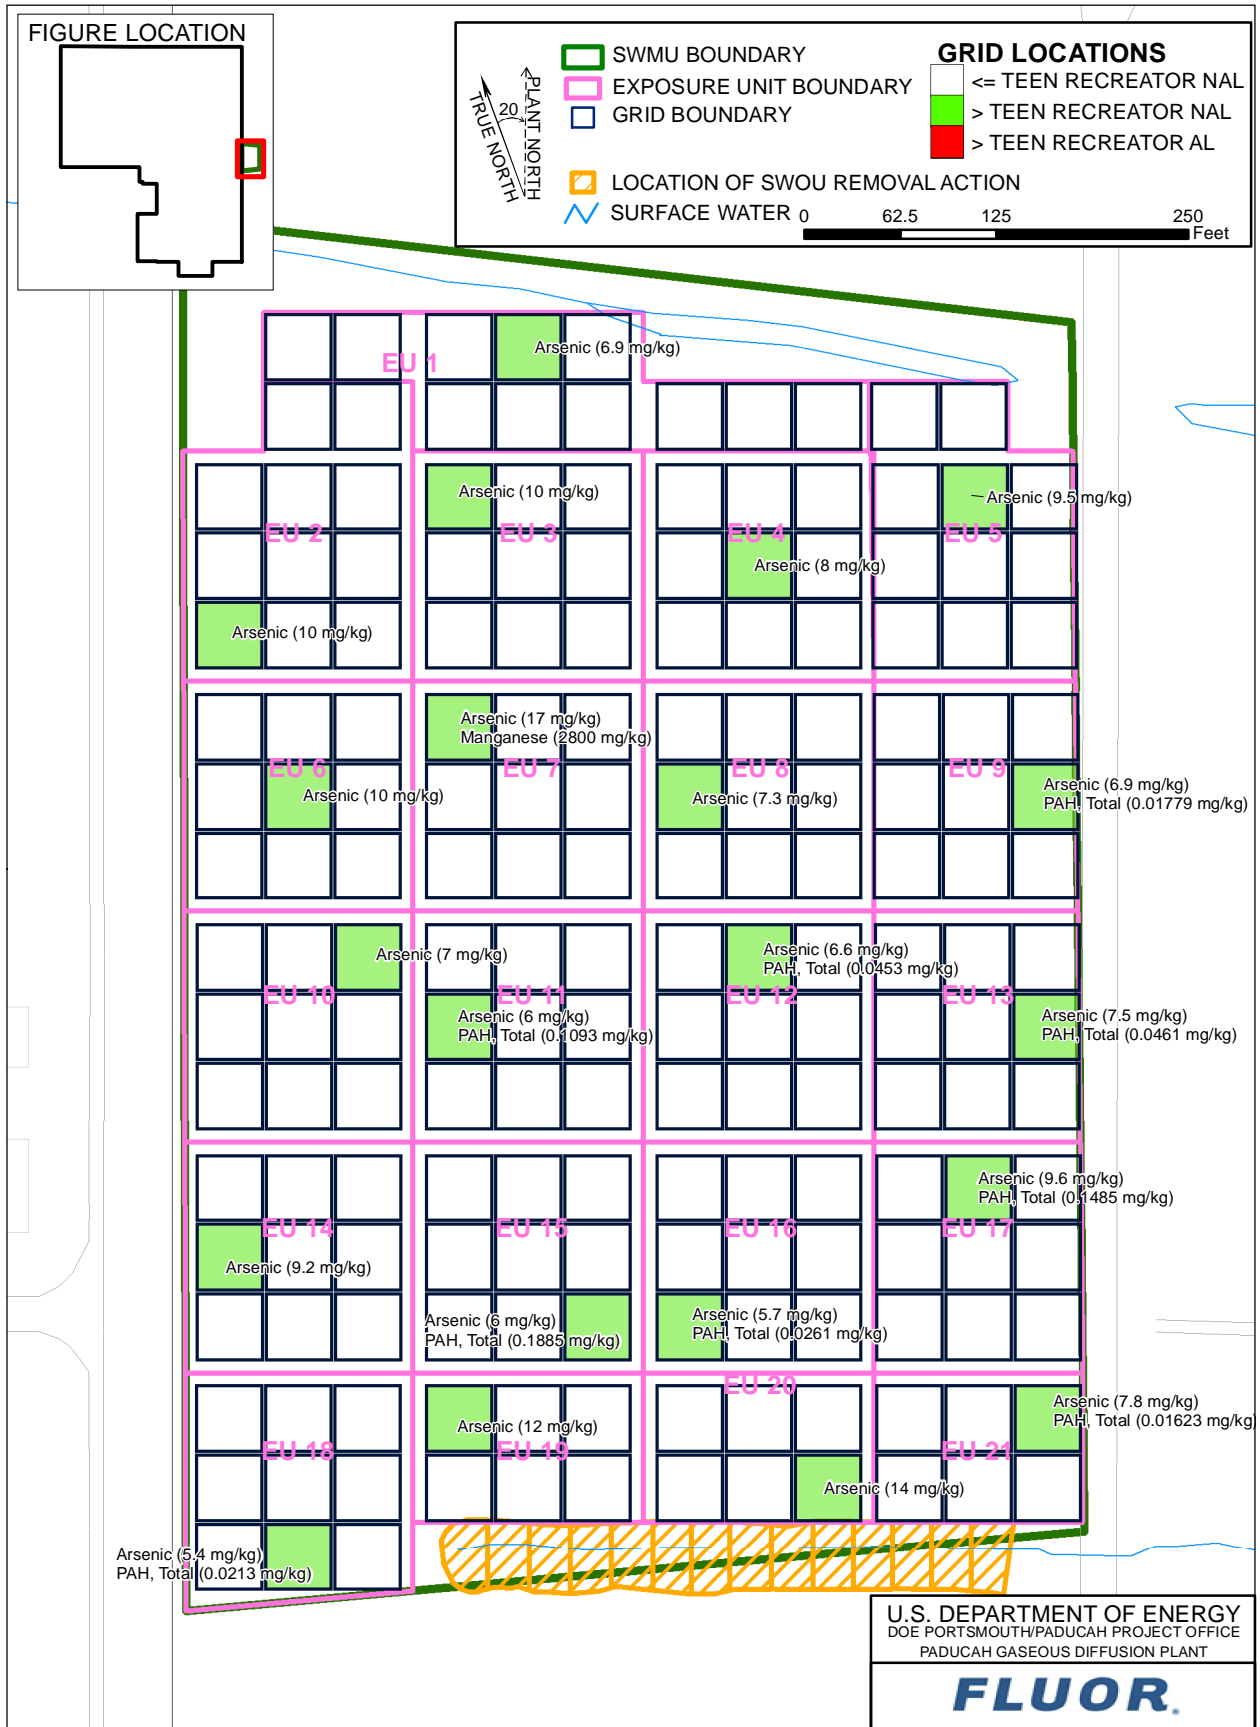 FIGURE LOCATION
SWMU BOUNDARY
EXPOSURE UNIT BOUNDARY
GRID BOUNDARY
LOCATION OF SWOU REMOVAL ACTION
SURFACE WATER
TRUE NORTH
20
PLANT NORTH
GRID LOCATIONS
<= TEEN RECREATOR NAL
> TEEN RECREATOR NAL
> TEEN RECREATOR AL
0 62.5 125 250
Feet
EU 1
Arsenic (6.9 mg/kg)
EU 2
Arsenic (10 mg/kg)
Arsenic (10 mg/kg)
EU 3
EU 4
Arsenic (8 mg/kg)
Arsenic (9.5 mg/kg)
EU 5
EU 6
Arsenic (10 mg/kg)
Arsenic (17 mg/kg)
Manganese (2800 mg/kg)
EU 7
EU 8
Arsenic (7.3 mg/kg)
EU 9
Arsenic (6.9 mg/kg)
PAH, Total (0.01779 mg/kg)
Arsenic (7 mg/kg)
EU 10
EU 11
Arsenic (6 mg/kg)
PAH, Total (0.1093 mg/kg)
Arsenic (6.6 mg/kg)
PAH, Total (0.0453 mg/kg)
EU 12
EU 13
Arsenic (7.5 mg/kg)
PAH, Total (0.0461 mg/kg)
EU 14
Arsenic (9.2 mg/kg)
EU 15
Arsenic (6 mg/kg)
PAH, Total (0.1885 mg/kg)
EU 16
Arsenic (5.7 mg/kg)
PAH, Total (0.0261 mg/kg)
Arsenic (9.6 mg/kg)
PAH, Total (0.1485 mg/kg)
EU 17
EU 18
Arsenic (5.4 mg/kg)
PAH, Total (0.0213 mg/kg)
Arsenic (12 mg/kg)
EU 19
EU 20
Arsenic (14 mg/kg)
Arsenic (7.8 mg/kg)
PAH, Total (0.01623 mg/kg)
EU 21
U.S. DEPARTMENT OF ENERGY
DOE PORTSMOUTH/PADUCAH PROJECT OFFICE
PADUCAH GASEOUS DIFFUSION PLANT
FLUOR.